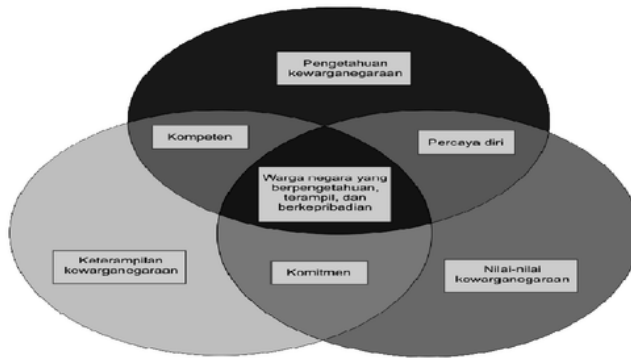 Pengetahuan
kewarganegaraan
Kompeten
Percaya diri
Warga negara yang
berpengetahuan,
terampil, dan
berkepribadian
Keterampilan
kewarganegaraan
Komitmen
Nilai-nilai
kewarganegaraan